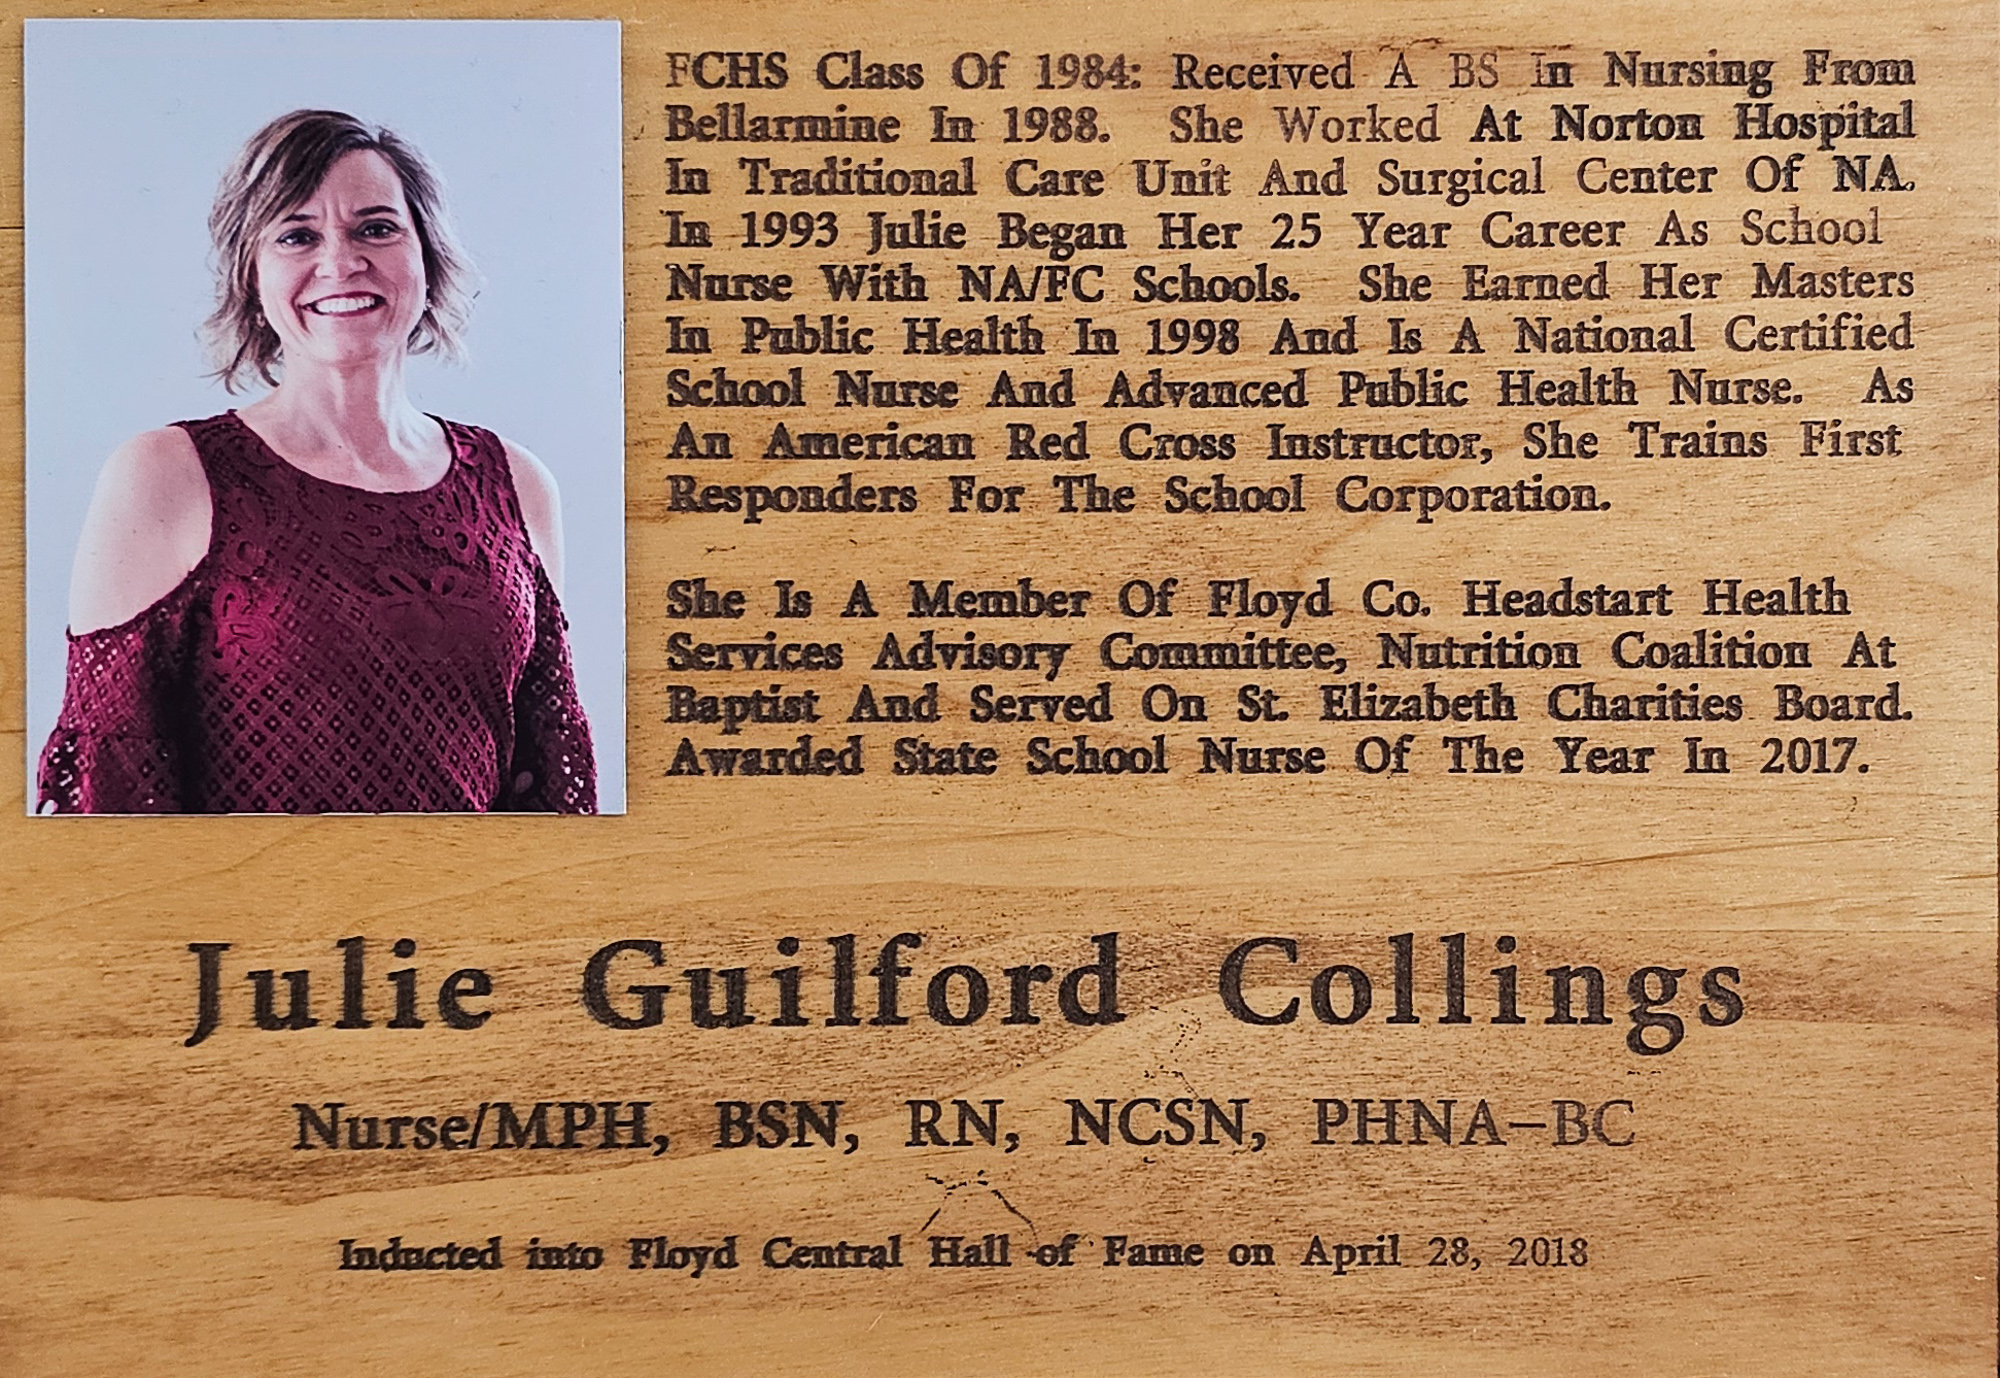 FCHS Class Of 1984: Received A BS In Nursing From
Bellarmine In 1988. She Worked At Norton Hospital
In Traditional Care Unit And Surgical Center Of NA.
In 1993 Julie Began Her 25 Year Career As School
Nurse With NA/FC Schools. She Earned Her Masters
In Public Health In 1998 And Is A National Certified
School Nurse And Advanced Public Health Nurse. As
An American Red Cross Instructor, She Trains First
Responders For The School Corporation.
She Is A Member Of Floyd Co. Headstart Health
Services Advisory Committee, Nutrition Coalition At
Baptist And Served On St. Elizabeth Charities Board.
Awarded State School Nurse Of The Year In 2017.
Julie Guilford Collings
Nurse/MPH, BSN, RN, NCSN, PHNA-BC
Inducted into Floyd Central Hall of Fame on April 28, 2018